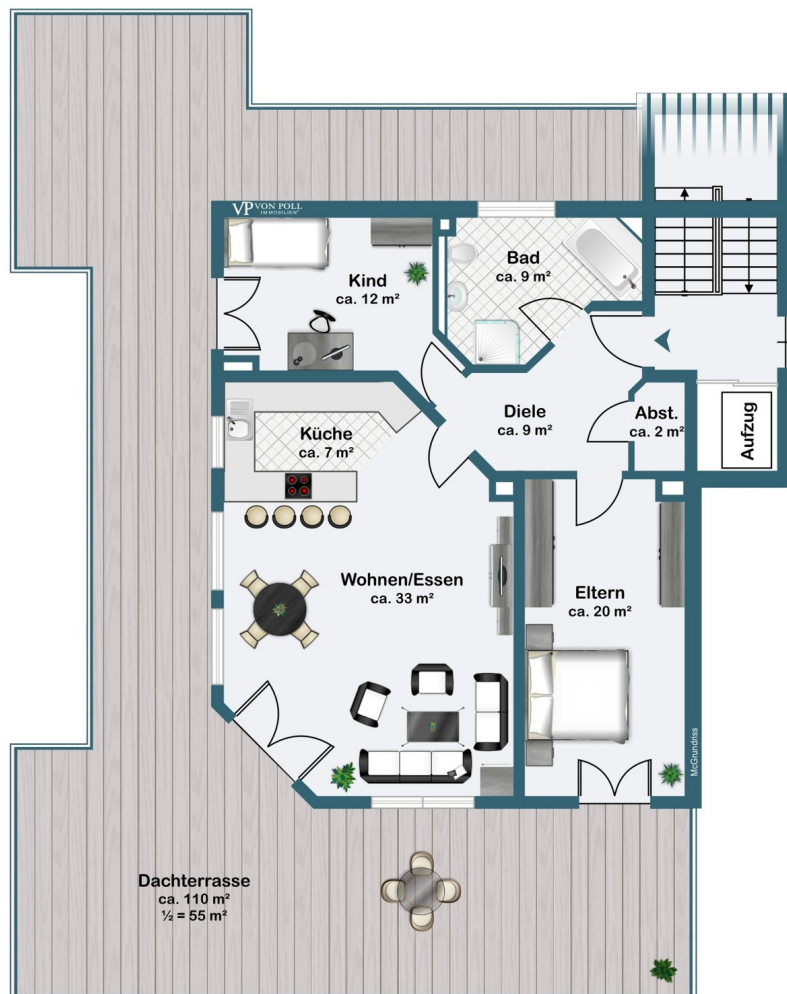 VP VON POLL
IMMOBILIEN
Kind
ca. 12 m²
Bad
ca. 9 m²
Küche
ca. 7 m²
Diele
ca. 9 m²
Abst.
ca. 2 m²
Aufzug
Wohnen/Essen
ca. 33 m²
Eltern
ca. 20 m²
McGrundriss
Dachterrasse
ca. 110 m²
½ = 55 m²